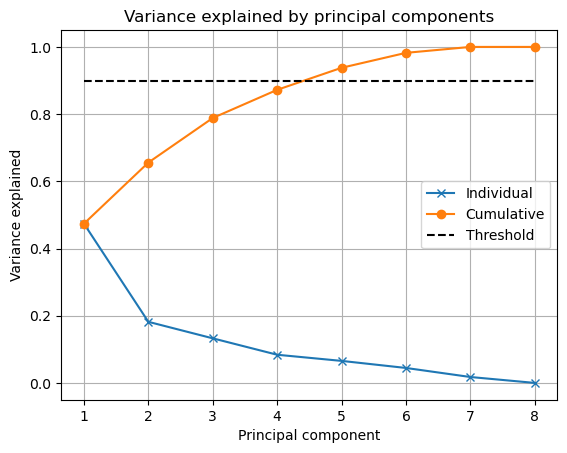 Variance explained by principal components
1.0
0.8
0.6
0.4
0.2
0.0
Variance explained
Individual
Cumulative
Threshold
1 2 3 4 5 6 7 8
Principal component